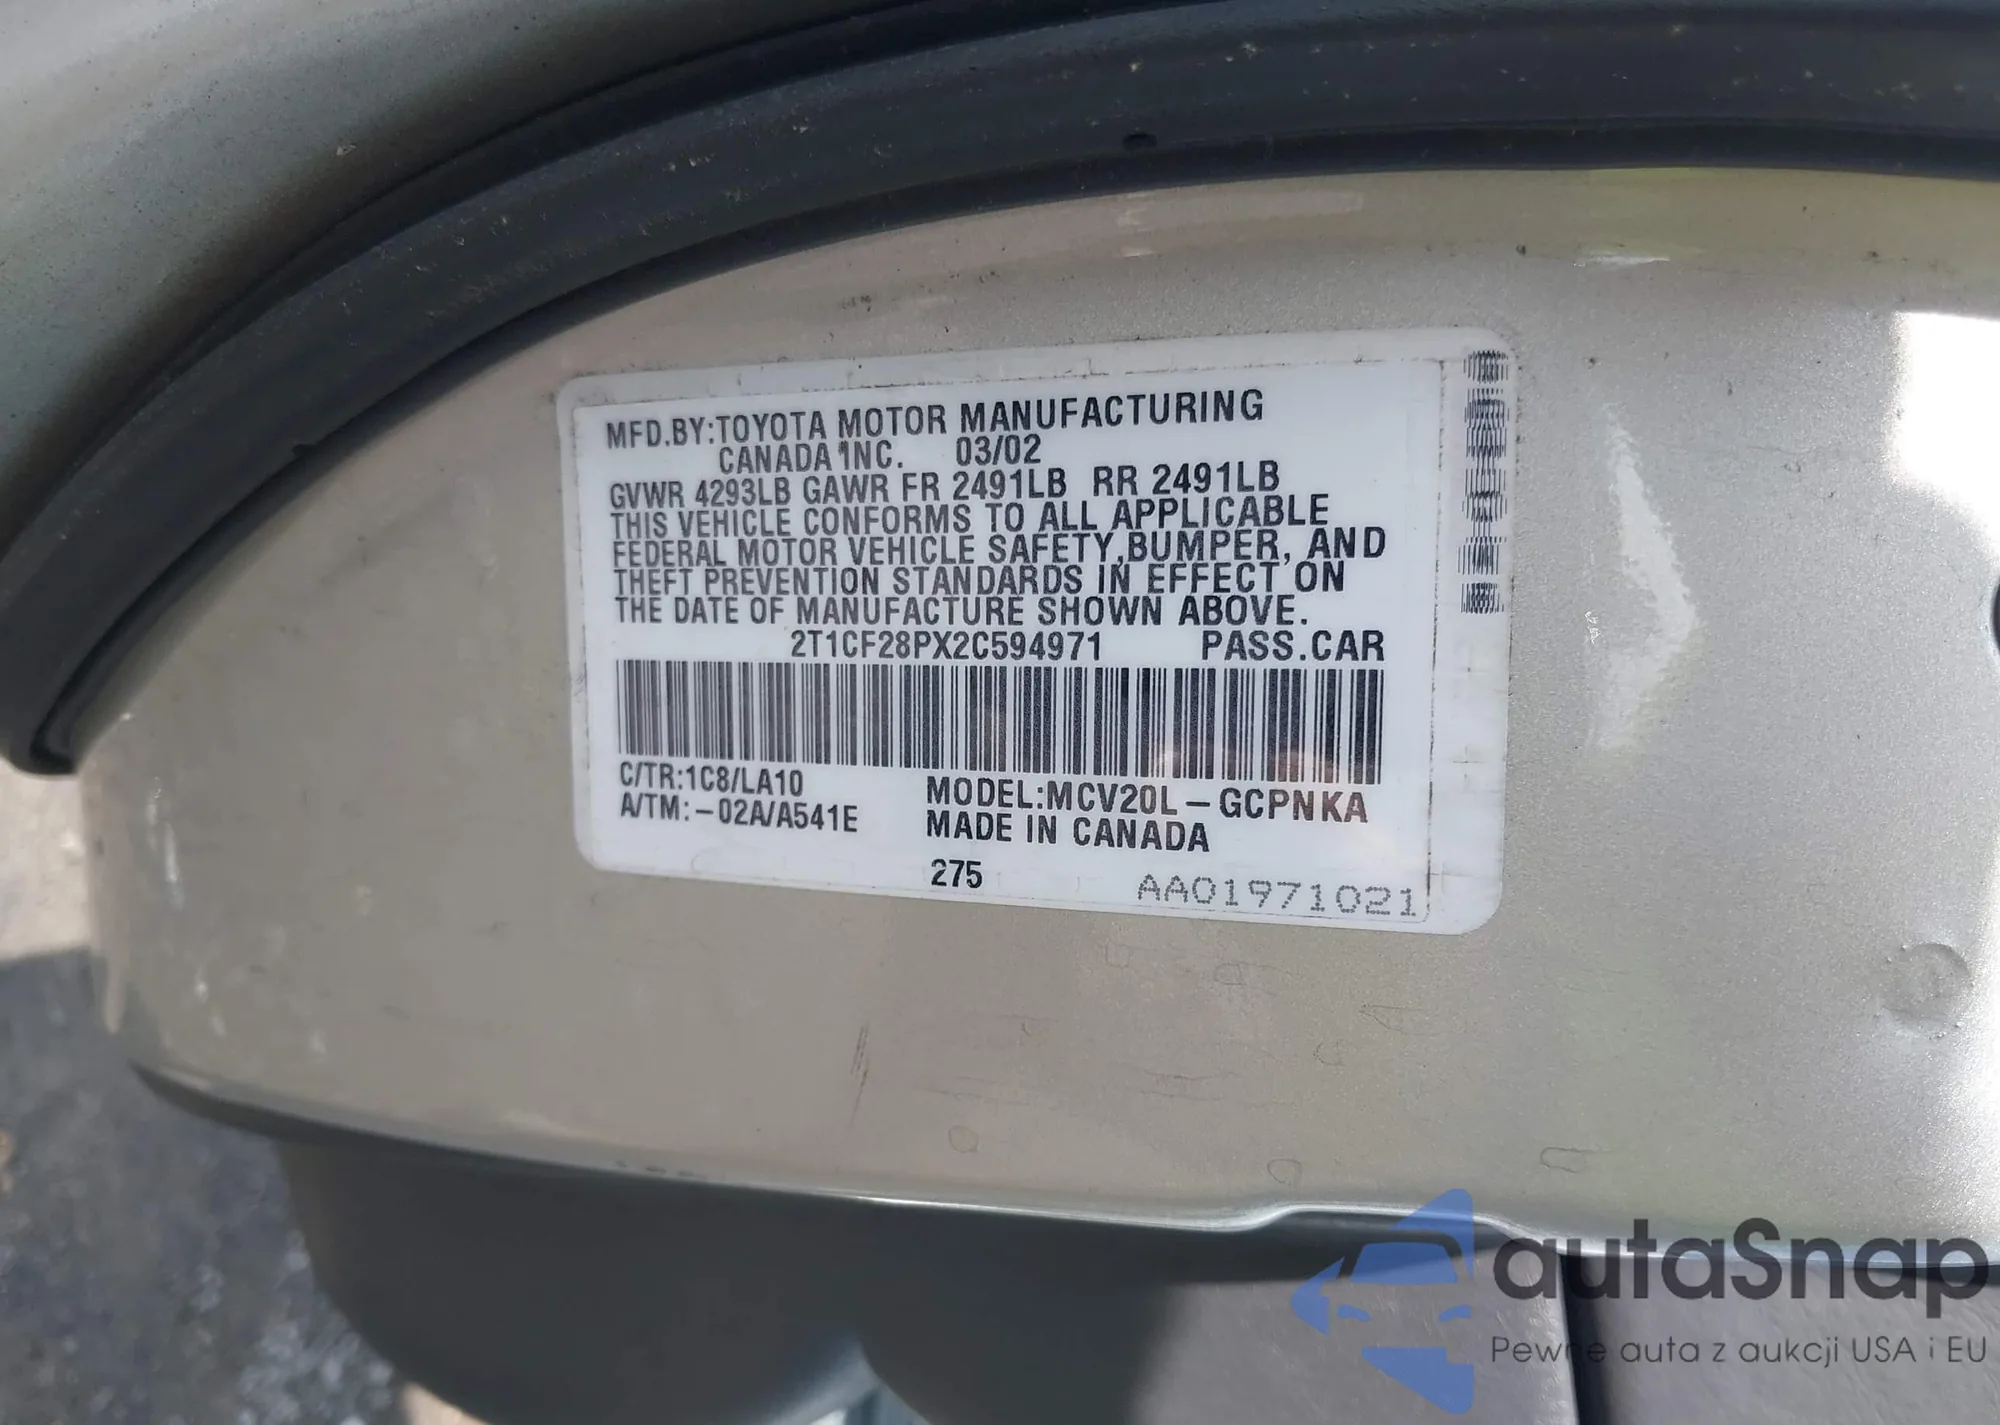 MFD.BY:TOYOTA MOTOR MANUFACTURING
CANADA INC. 03/02
GVWR 4293LB GAWR FR 2491LB RR 2491LB
THIS VEHICLE CONFORMS TO ALL APPLICABLE
FEDERAL MOTOR VEHICLE SAFETY,BUMPER, AND
THEFT PREVENTION STANDARDS IN EFFECT ON
THE DATE OF MANUFACTURE SHOWN ABOVE.
2T1CF28PX2C594971 PASS.CAR
C/TR:1C8/LA10
A/TM:-02A/A541E
MODEL:MCV20L-GCPNKA
MADE IN CANADA
275
AA01971021
autaSnap
Pewne auta z aukcji USA i EU